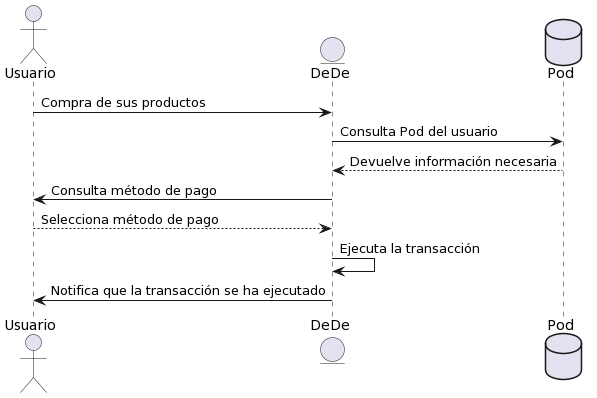 Usuario
DeDe
Pod
Compra de sus productos
Consulta Pod del usuario
Devuelve información necesaria
Consulta método de pago
Selecciona método de pago
Ejecuta la transacción
Notifica que la transacción se ha ejecutado
Usuario
DeDe
Pod